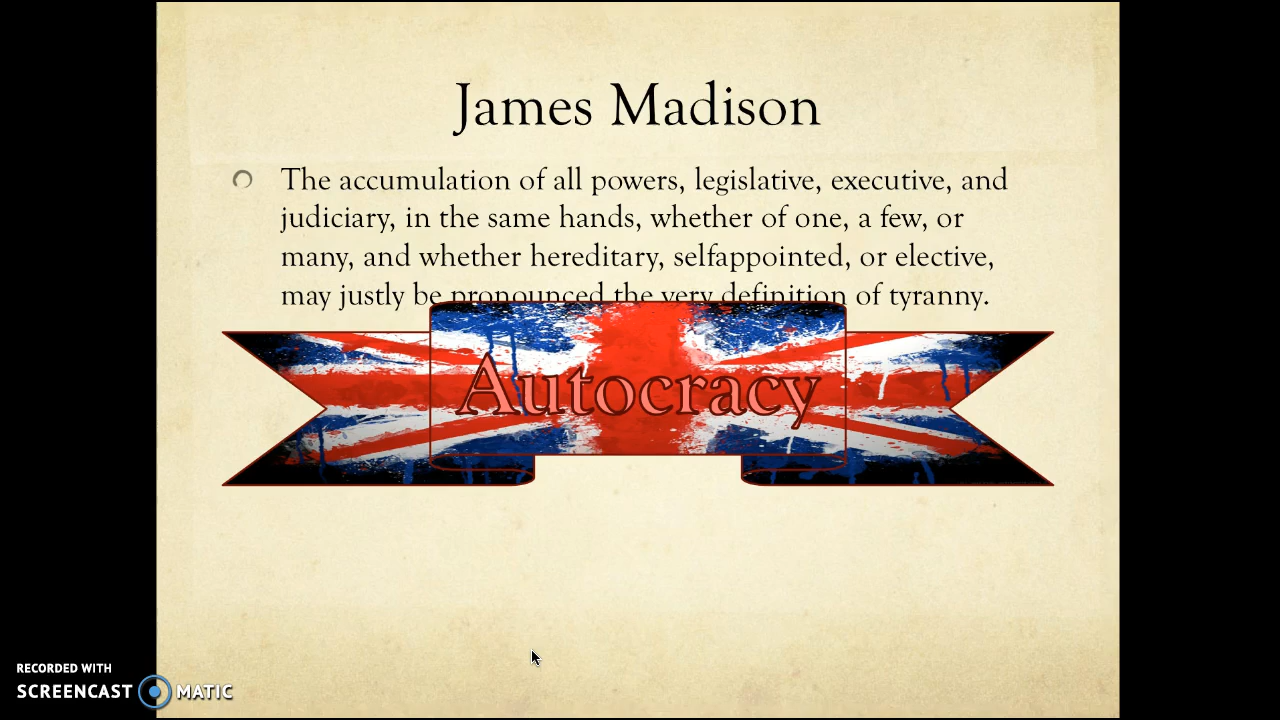 James Madison
The accumulation of all powers, legislative, executive, and
judiciary, in the same hands, whether of one, a few, or
many, and whether hereditary, selfappointed, or elective,
may justly be pronounced the very definition of tyranny.
Autocracy
RECORDED WITH
SCREENCAST MATIC